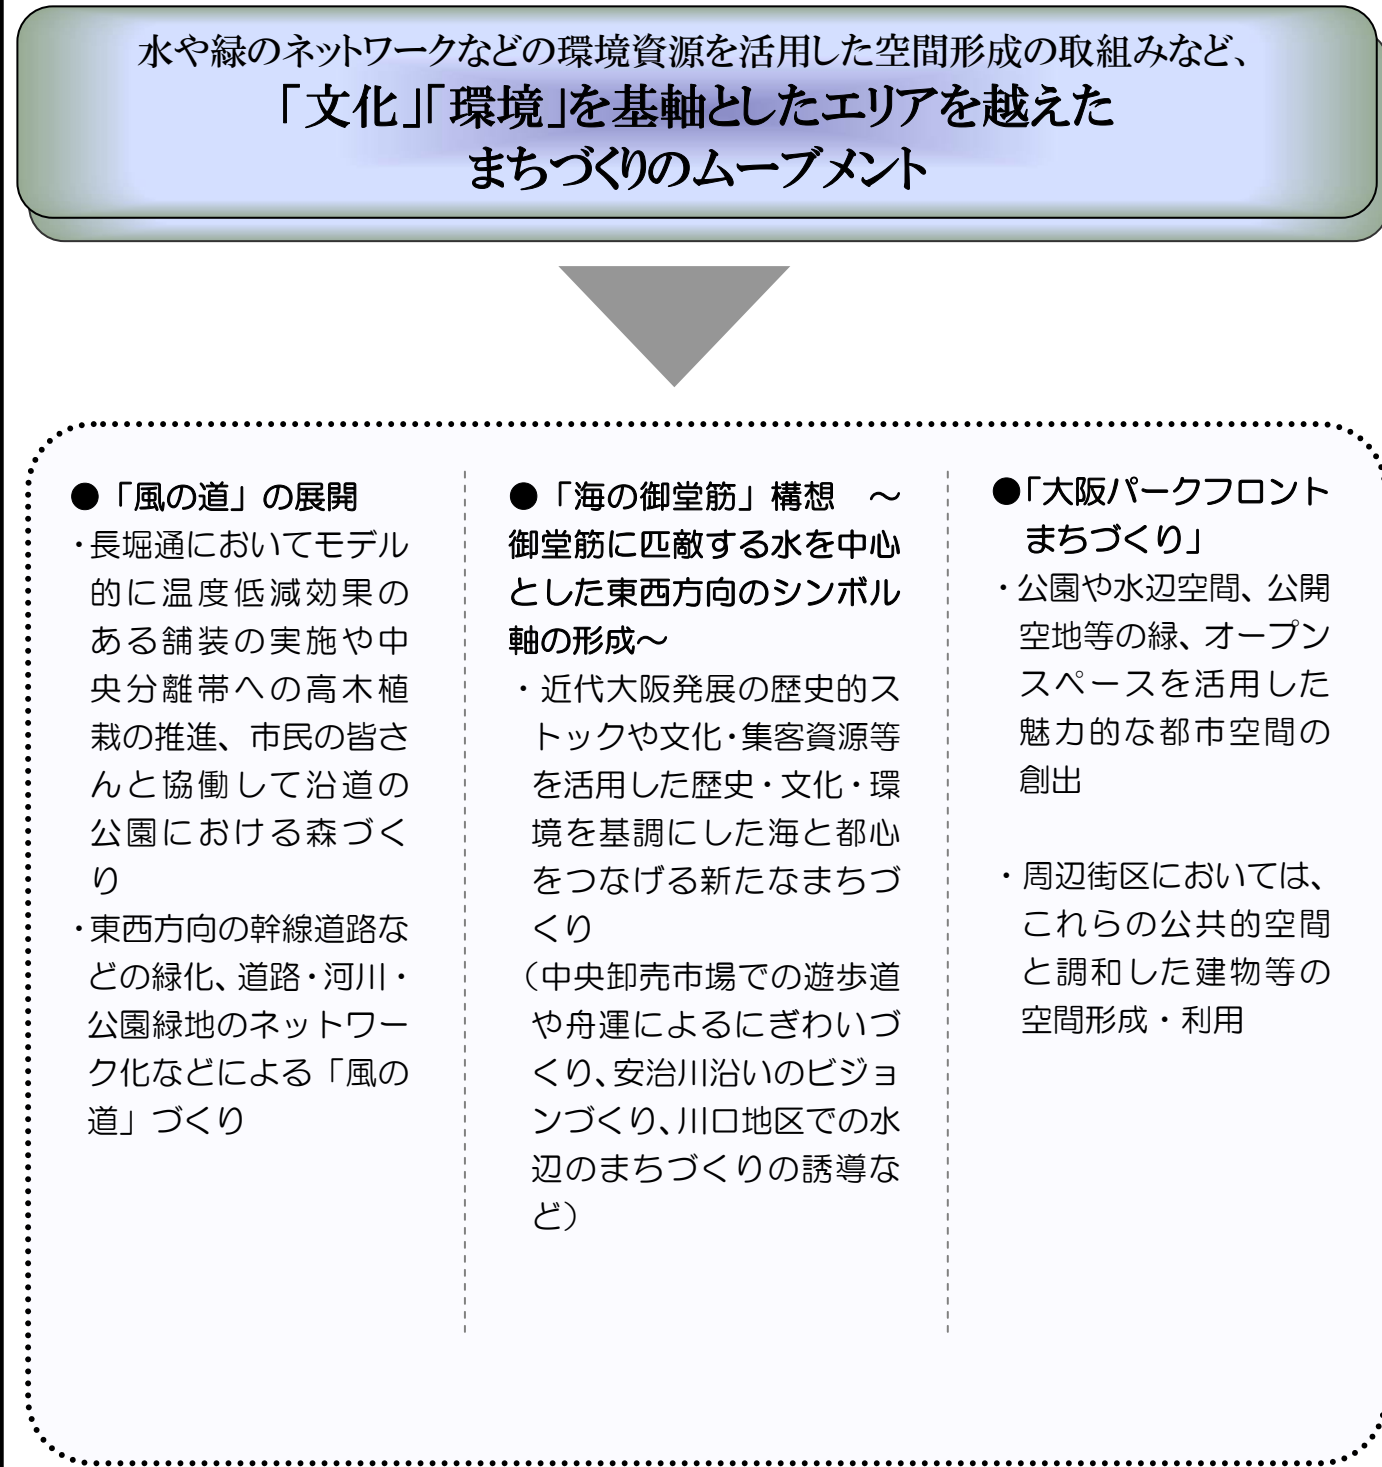 水や緑のネットワークなどの環境資源を活用した空間形成の取組みなど、
「文化」「環境」を基軸としたエリアを越えた
まちづくりのムーブメント
●「風の道」の展開
・長堀通においてモデル
的に温度低減効果の
ある舗装の実施や中
央分離帯への高木植
栽の推進、市民の皆さ
んと協働して沿道の
公園における森づく
り
・東西方向の幹線道路な
どの緑化、道路・河川・
公園緑地のネットワー
ク化などによる「風の
道」づくり
●「海の御堂筋」構想　～
御堂筋に匹敵する水を中心
とした東西方向のシンボル
軸の形成～
・近代大阪発展の歴史的ス
トックや文化・集客資源等
を活用した歴史・文化・環
境を基調にした海と都心
をつなげる新たなまちづ
くり
（中央卸売市場での遊歩道
や舟運によるにぎわいづ
くり、安治川沿いのビジョ
ンづくり、川口地区での水
辺のまちづくりの誘導な
ど）
●「大阪パークフロント
まちづくり」
・公園や水辺空間、公開
空地等の緑、オープン
スペースを活用した
魅力的な都市空間の
創出
・周辺街区においては、
これらの公共的空間
と調和した建物等の
空間形成・利用